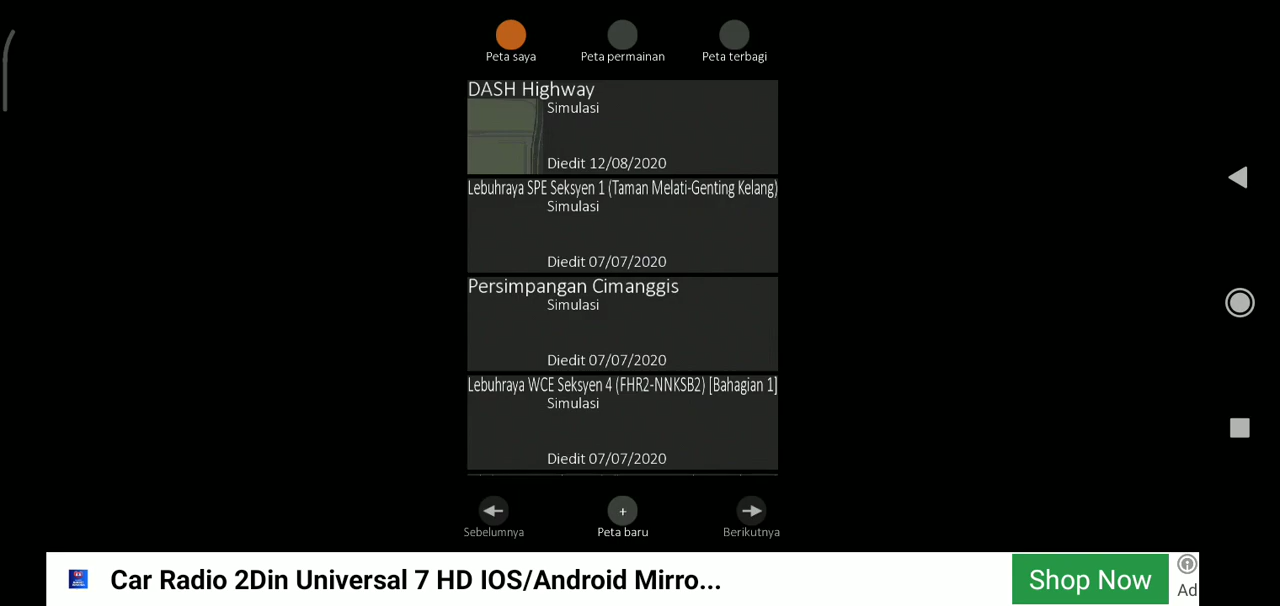 Peta saya
Peta permainan
Peta terbagi
DASH Highway
Simulasi
Diedit 12/08/2020
Lebuhraya SPE Seksyen 1 (Taman Melati-Genting Kelang)
Simulasi
Diedit 07/07/2020
Persimpangan Cimanggis
Simulasi
Diedit 07/07/2020
Lebuhraya WCE Seksyen 4 (FHR2-NNKSB2) [Bahagian 1]
Simulasi
Diedit 07/07/2020
Sebelumnya
+
Peta baru
Berikutnya
Car Radio 2Din Universal 7 HD IOS/Android Mirro...
Shop Now
Ad